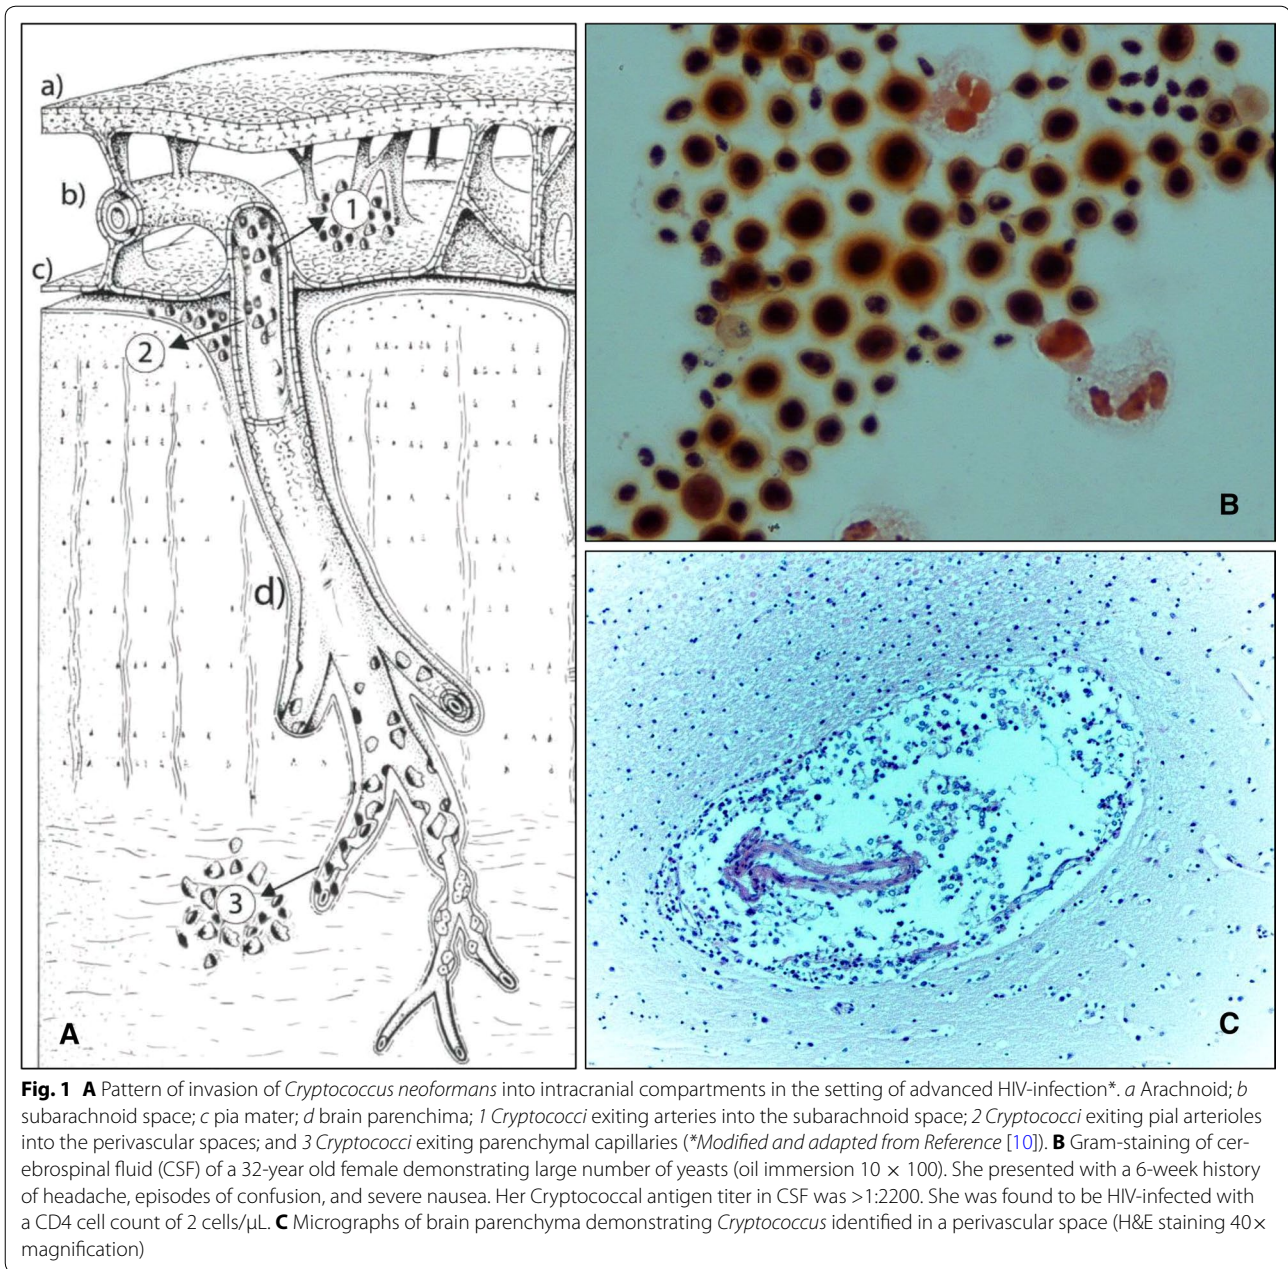 a)
b)
c)
1
2
d)
3
A
B
C
Fig. 1 A Pattern of invasion of Cryptococcus neoformans into intracranial compartments in the setting of advanced HIV-infection*. a Arachnoid; b
subarachnoid space; c pia mater; d brain parenchima; 1 Cryptococci exiting arteries into the subarachnoid space; 2 Cryptococci exiting pial arterioles
into the perivascular spaces; and 3 Cryptococci exiting parenchymal capillaries (*Modified and adapted from Reference [10]). B Gram-staining of cer-
ebrospinal fluid (CSF) of a 32-year old female demonstrating large number of yeasts (oil immersion 10 × 100). She presented with a 6-week history
of headache, episodes of confusion, and severe nausea. Her Cryptococcal antigen titer in CSF was >1:2200. She was found to be HIV-infected with
a CD4 cell count of 2 cells/μL. C Micrographs of brain parenchyma demonstrating Cryptococcus identified in a perivascular space (H&E staining 40×
magnification)